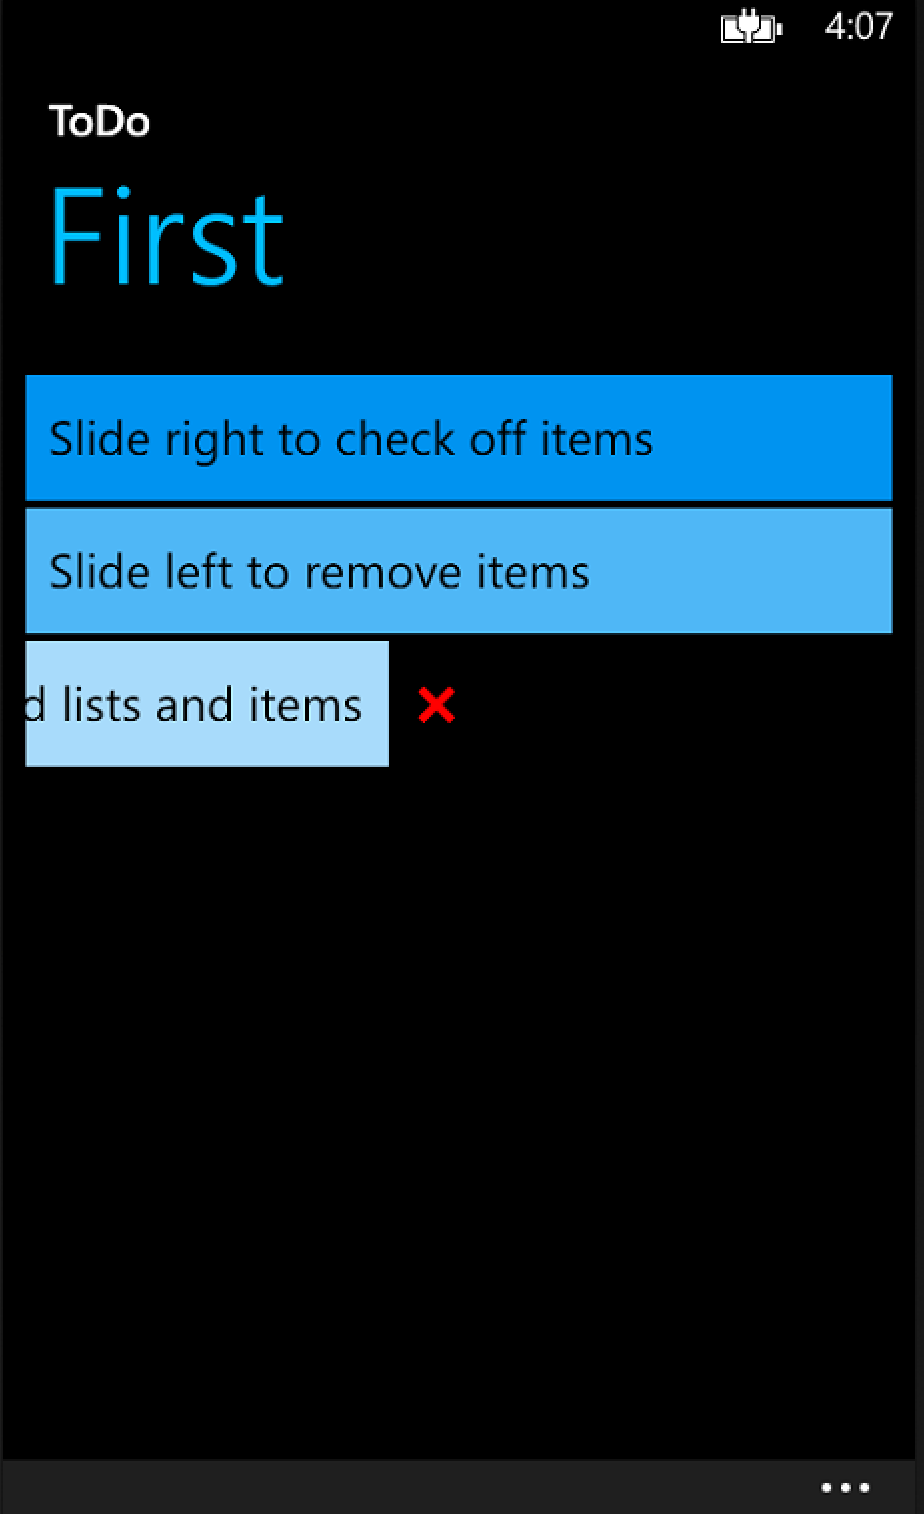 4:07
ToDo
First
Slide right to check off items
Slide left to remove items
d lists and items